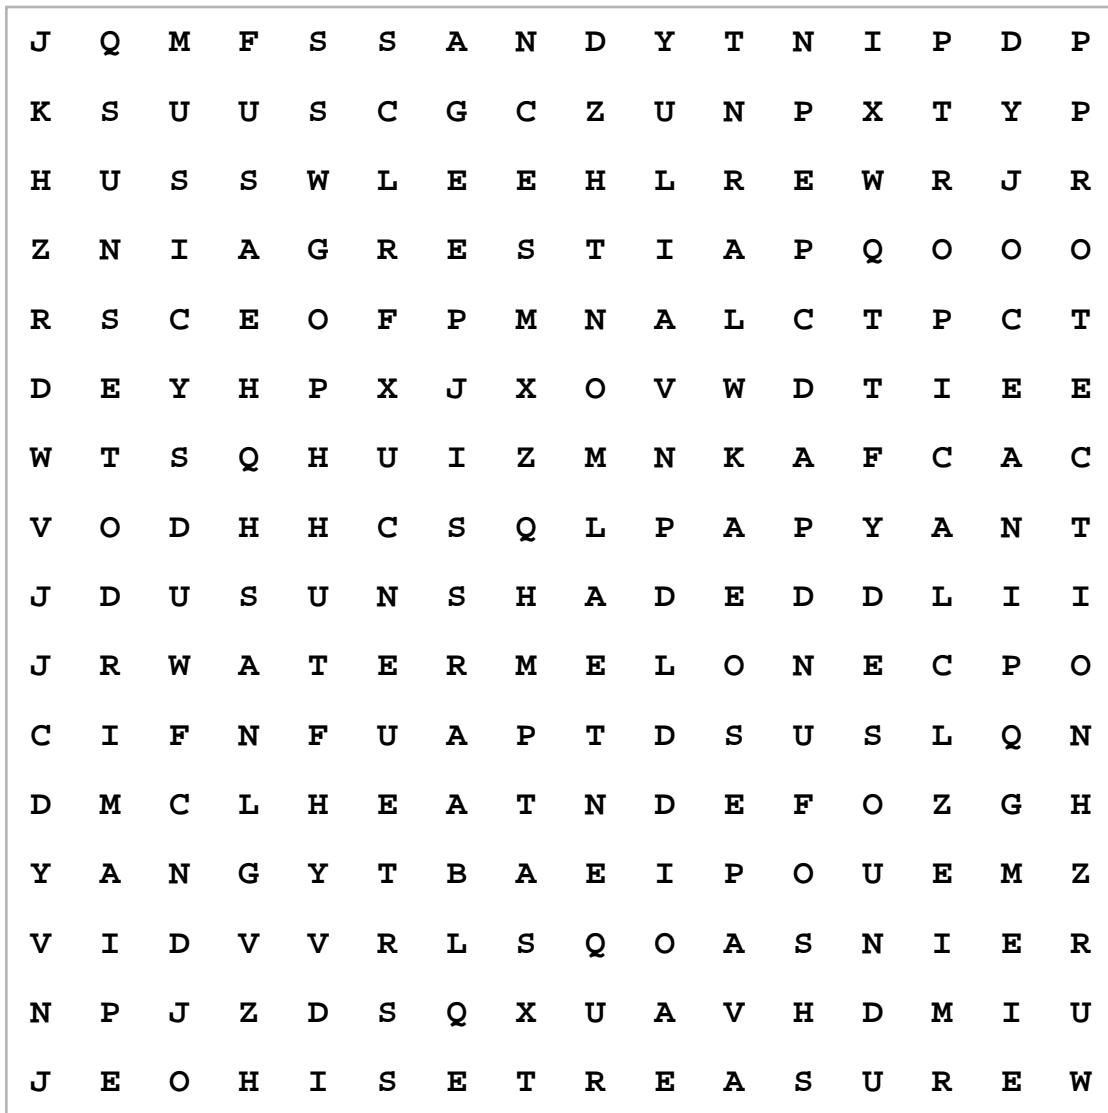 J Q M F S S A N D Y T N I P D P
K S U U S C G C Z U N P X T Y P
H U S S W L E E H L R E W R J R
Z N I A G R E S T I A P Q O O O
R S C E O F P M N A L C T P C T
D E Y H P X J X O V W D T I E E
W T S Q H U I Z M N K A F C A C
V O D H H C S Q L P A P Y A N T
J D U S U N S H A D E D D L I I
J R W A T E R M E L O N E C P O
C I F N F U A P T D S U S L Q N
D M C L H E A T N D E F O Z G H
Y A N G Y T B A E I P O U E M Z
V I D V V R L S Q O A S N I E R
N P J Z D S Q X U A V H D M I U
J E O H I S E T R E A S U R E W